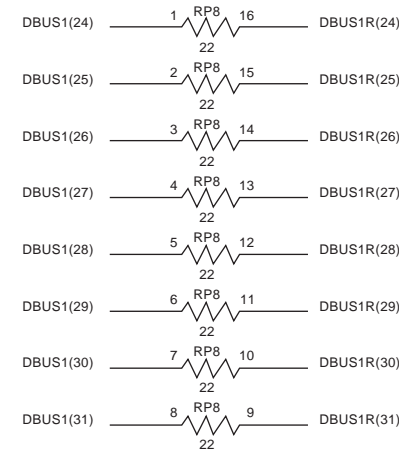 DBUS1(24) 1 RP8 16 DBUS1R(24)
22
DBUS1(25) 2 RP8 15 DBUS1R(25)
22
DBUS1(26) 3 RP8 14 DBUS1R(26)
22
DBUS1(27) 4 RP8 13 DBUS1R(27)
22
DBUS1(28) 5 RP8 12 DBUS1R(28)
22
DBUS1(29) 6 RP8 11 DBUS1R(29)
22
DBUS1(30) 7 RP8 10 DBUS1R(30)
22
DBUS1(31) 8 RP8 9 DBUS1R(31)
22